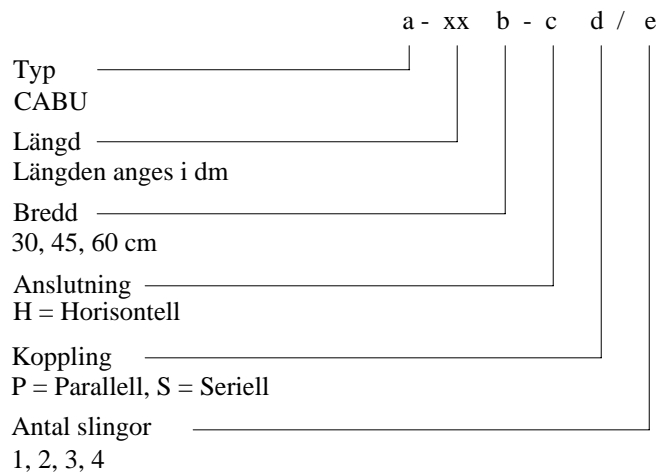 a - xx b - c d / e
Typ
CABU
Längd
Längden anges i dm
Bredd
30, 45, 60 cm
Anslutning
H = Horisontell
Koppling
P = Parallell, S = Seriell
Antal slingor
1, 2, 3, 4